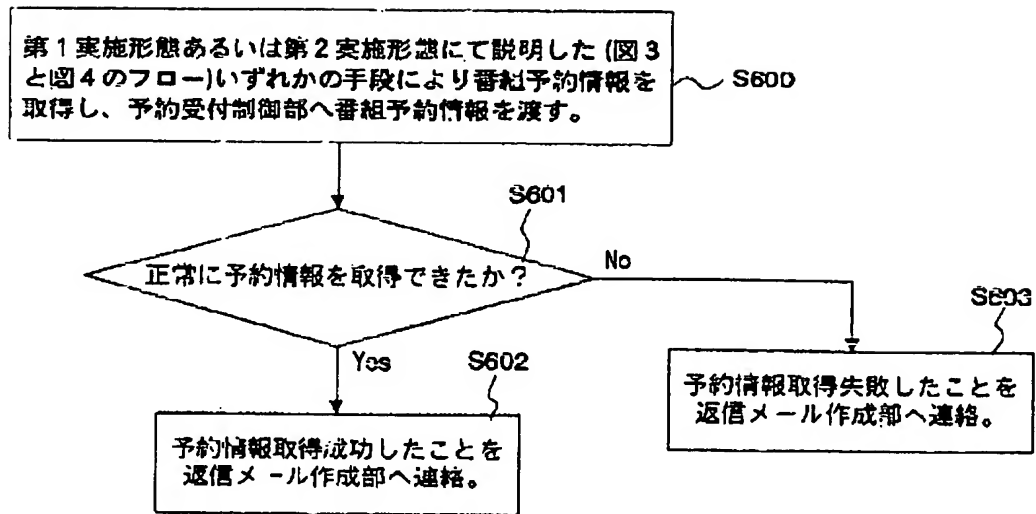 第1実施形態あるいは第2実施形態にて説明した(図3
と図4のフロー)いずれかの手段により番組予約情報を
取得し、予約受付制御部へ番組予約情報を渡す。
S600
S601
正常に予約情報を取得できたか？
No
Yes
S602
S603
予約情報取得成功したことを
返信メール作成部へ連絡。
予約情報取得失敗したことを
返信メール作成部へ連絡。